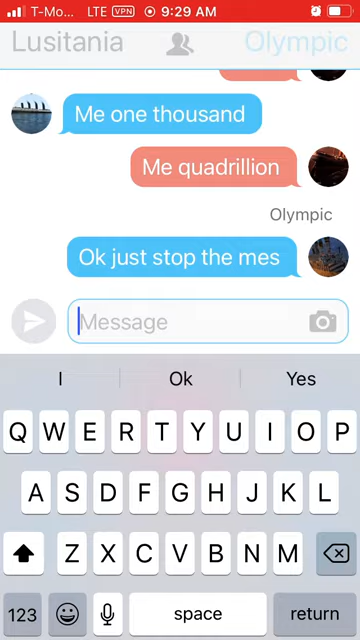 T-Mo... LTE VPN 9:29 AM
Lusitania Olympic
Me one thousand
Me quadrillion
Olympic
Ok just stop the mes
Message
I Ok Yes
Q W E R T Y U I O P
A S D F G H J K L
Z X C V B N M
123 space return